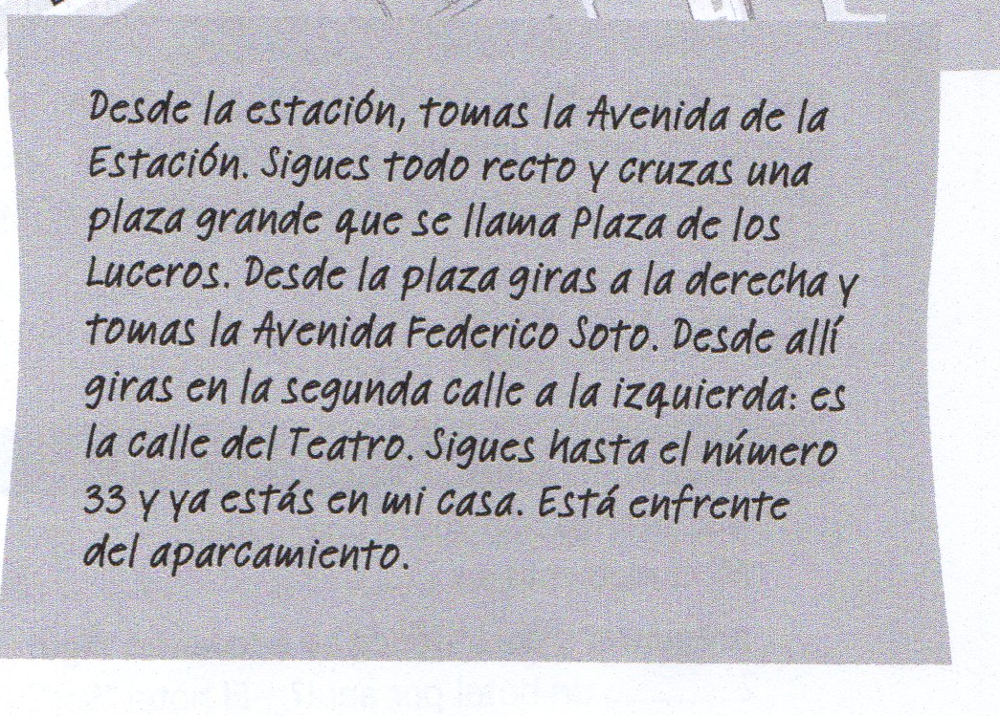 Desde la estación, tomas la Avenida de la
Estación. Sigues todo recto y cruzas una
plaza grande que se llama Plaza de los
Luceros. Desde la plaza giras a la derecha y
tomas la Avenida Federico Soto. Desde allí
giras en la segunda calle a la izquierda: es
la calle del Teatro. Sigues hasta el número
33 y ya estás en mi casa. Está enfrente
del aparcamiento.